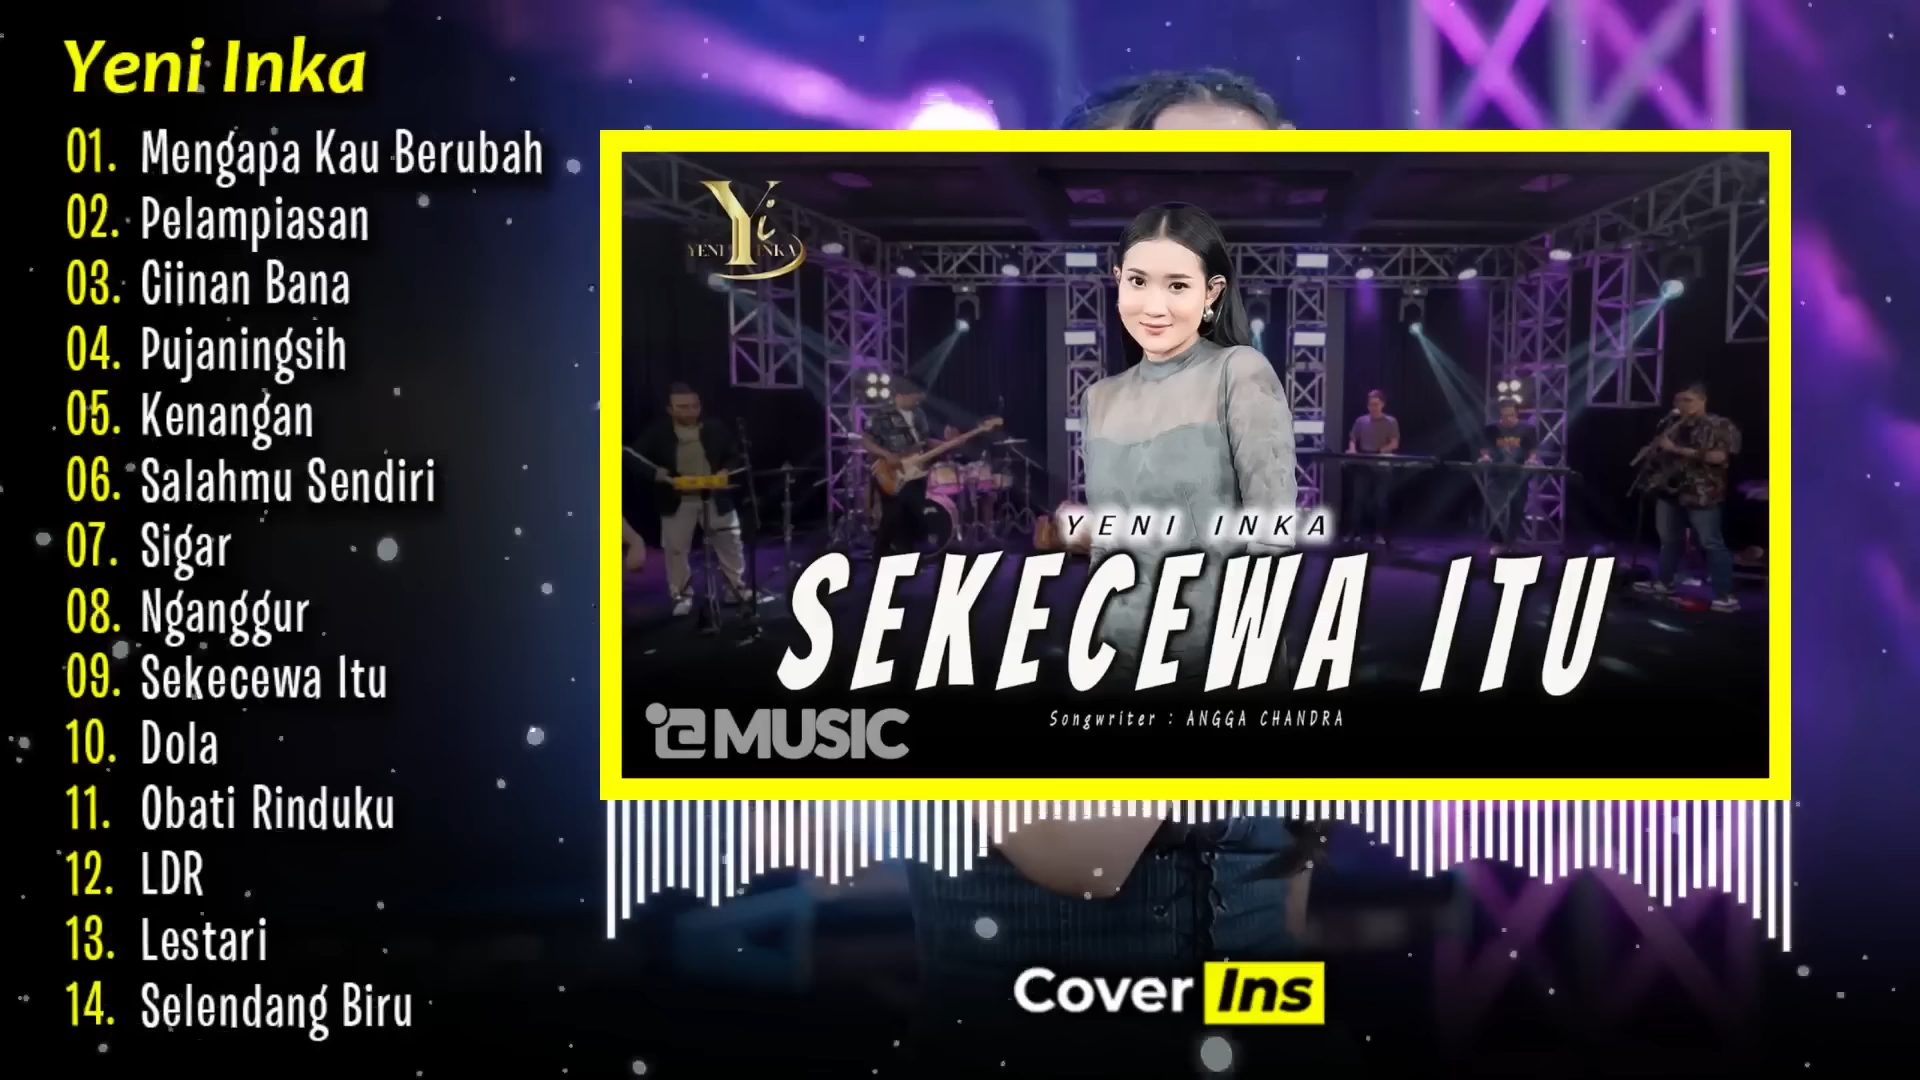 Yeni Inka
01. Mengapa Kau Berubah
02. Pelampiasan
03. Ciinan Bana
04. Pujaningsih
05. Kenangan
06. Salahmu Sendiri
07. Sigar
08. Nganggur
09. Sekecewa Itu
10. Dola
11. Obati Rinduku
12. LDR
13. Lestari
14. Selendang Biru
Yi
YENI INKA
YENI INKA
SEKECEWA ITU
Songwriter : ANGGA CHANDRA
MUSIC
Cover Ins